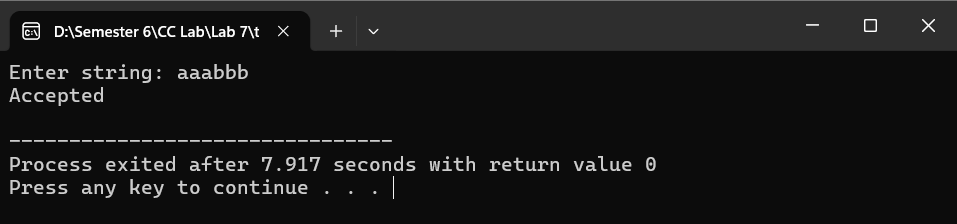 D:\Semester 6\CC Lab\Lab 7\t
Enter string: aaabbb
Accepted
--------------------------------
Process exited after 7.917 seconds with return value 0
Press any key to continue . . .